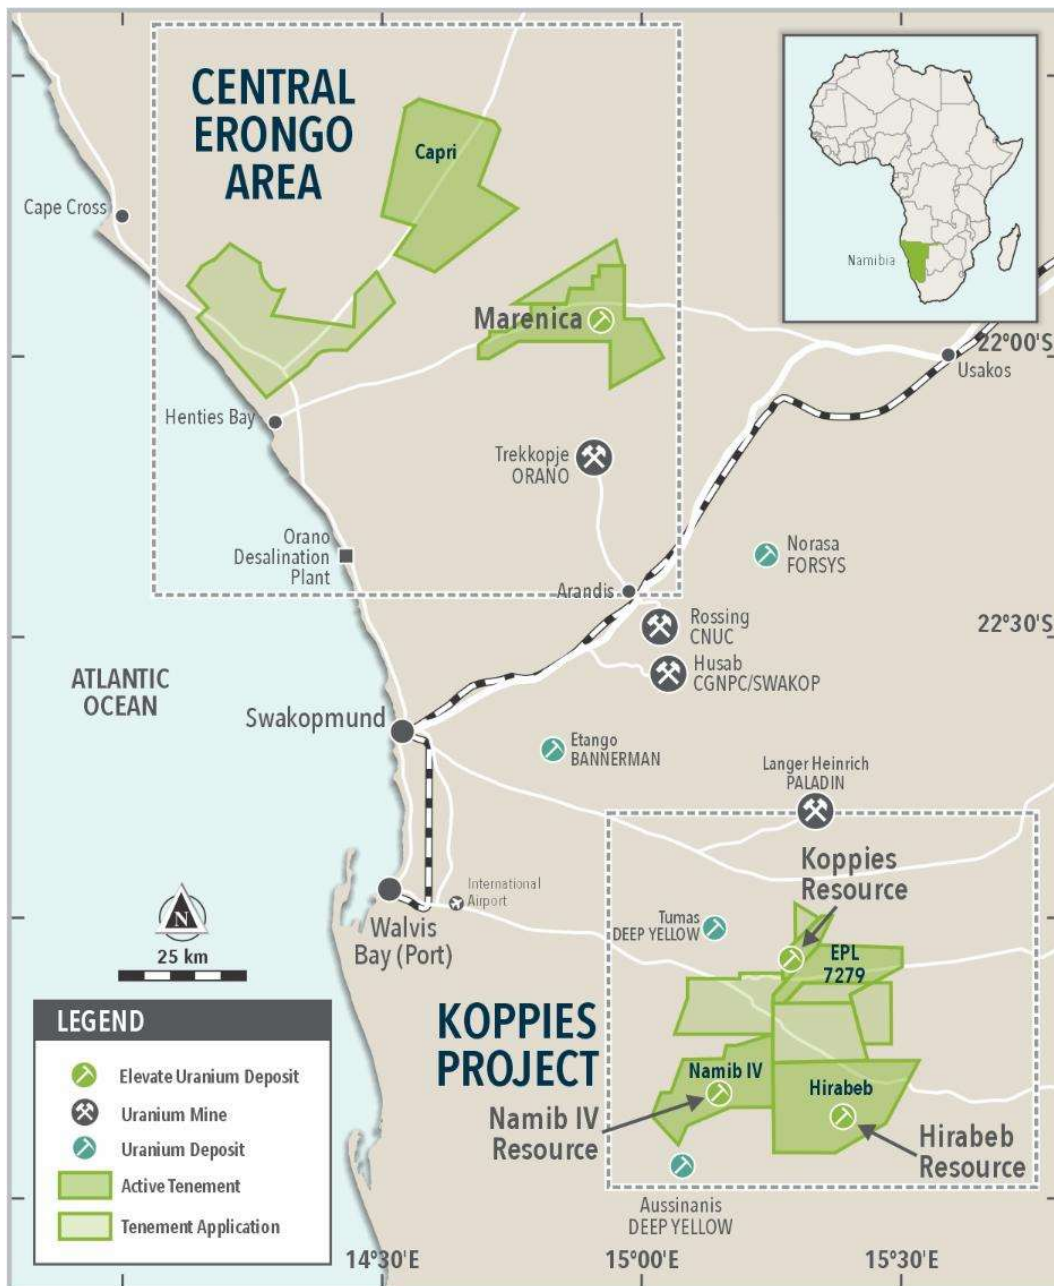 CENTRAL
ERONGO
AREA
Capri
Cape Cross
Namibia
Marenica
22°00'S
Usakos
Henties Bay
Trekkopje
ORANO
Orano
Desalination
Plant
Norasa
FORSYS
Arandis
Rossing
CNUC
22°30'S
Husab
CGNPC/SWAKOP
ATLANTIC
OCEAN
Swakopmund
Etango
BANNERMAN
Langer Heinrich
PALADIN
Koppies
Resource
International
Airport
Walvis
Bay (Port)
Tumas
DEEP YELLOW
EPL
7279
N
25 km
KOPPIES
PROJECT
Namib IV
Hirabeb
Namib IV
Resource
Hirabeb
Resource
Aussinanis
DEEP YELLOW
LEGEND
Elevate Uranium Deposit
Uranium Mine
Uranium Deposit
Active Tenement
Tenement Application
14°30'E
15°00'E
15°30'E